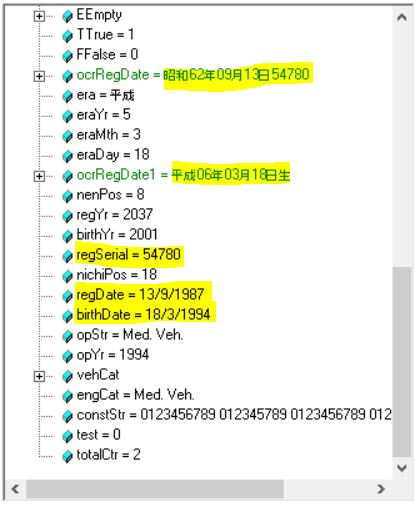 EEmpty
TTrue = 1
FFalse = 0
ocrRegDate = 昭和62年09月13日54780
era = 平成
eraYr = 5
eraMth = 3
eraDay = 18
ocrRegDate1 = 平成06年03月18日生
nenPos = 8
regYr = 2037
birthYr = 2001
regSerial = 54780
nichiPos = 18
regDate = 13/9/1987
birthDate = 18/3/1994
opStr = Med. Veh.
opYr = 1994
vehCat
engCat = Med. Veh.
constStr = 0123456789 012345789 0123456789 012
test = 0
totalCtr = 2